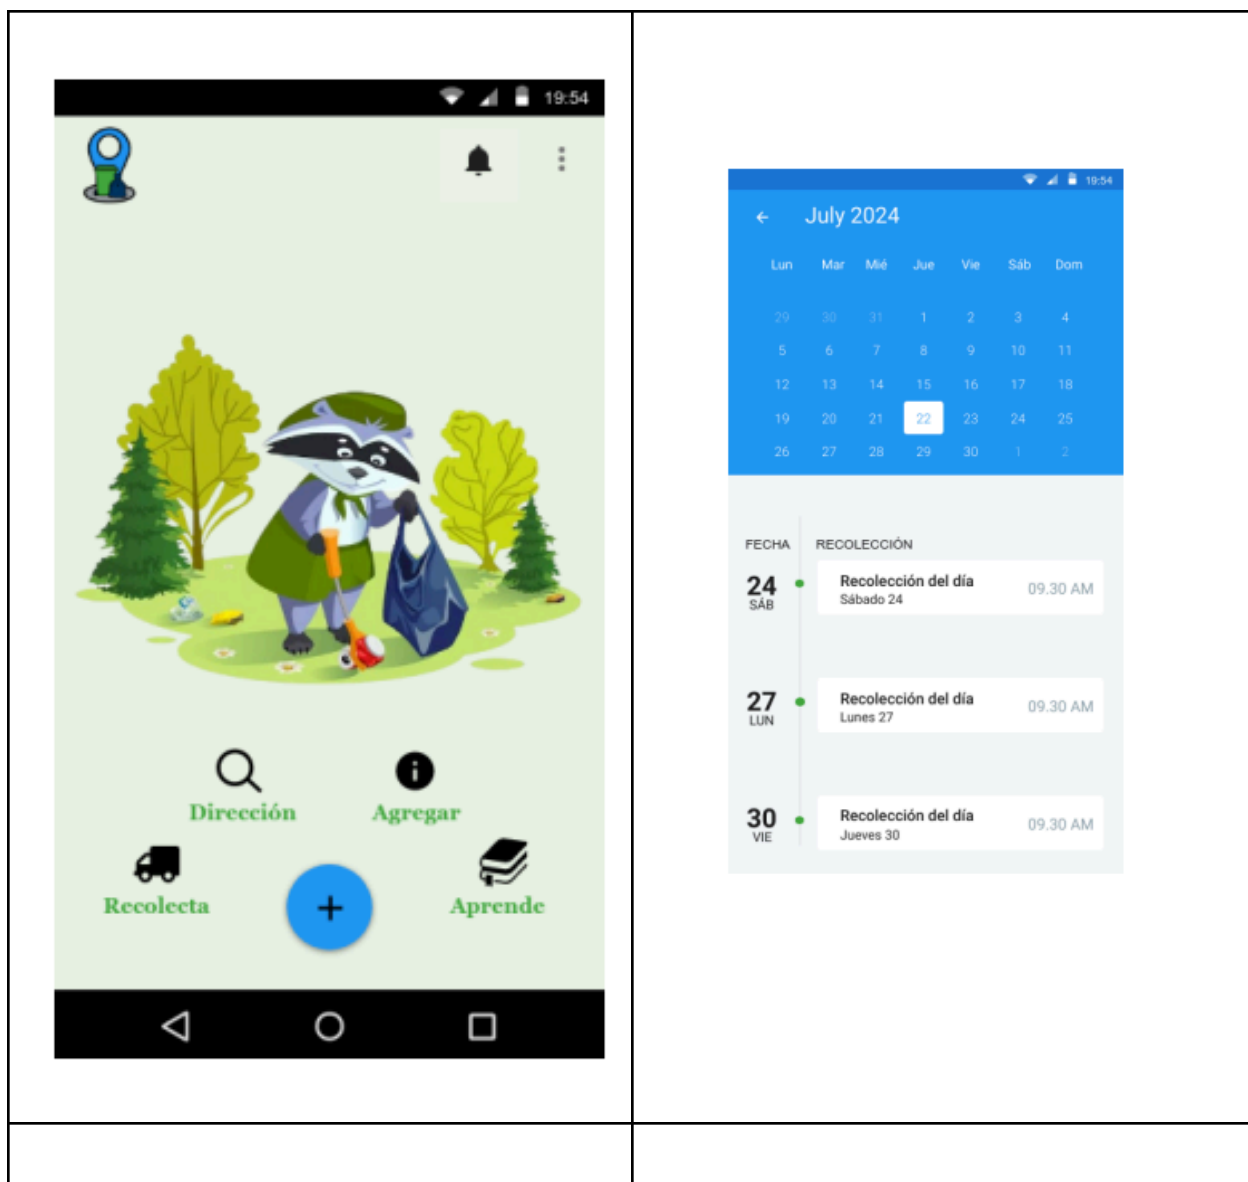 19:54
Dirección Agregar
Recolecta + Aprende
19:54
July 2024
Lun Mar Mié Jue Vie Sáb Dom
29 30 31 1 2 3 4
5 6 7 8 9 10 11
12 13 14 15 16 17 18
19 20 21 22 23 24 25
26 27 28 29 30 1 2
FECHA RECOLECCIÓN
24 Recolección del día 09.30 AM
SÁB Sábado 24
27 Recolección del día 09.30 AM
LUN Lunes 27
30 Recolección del día 09.30 AM
VIE Jueves 30